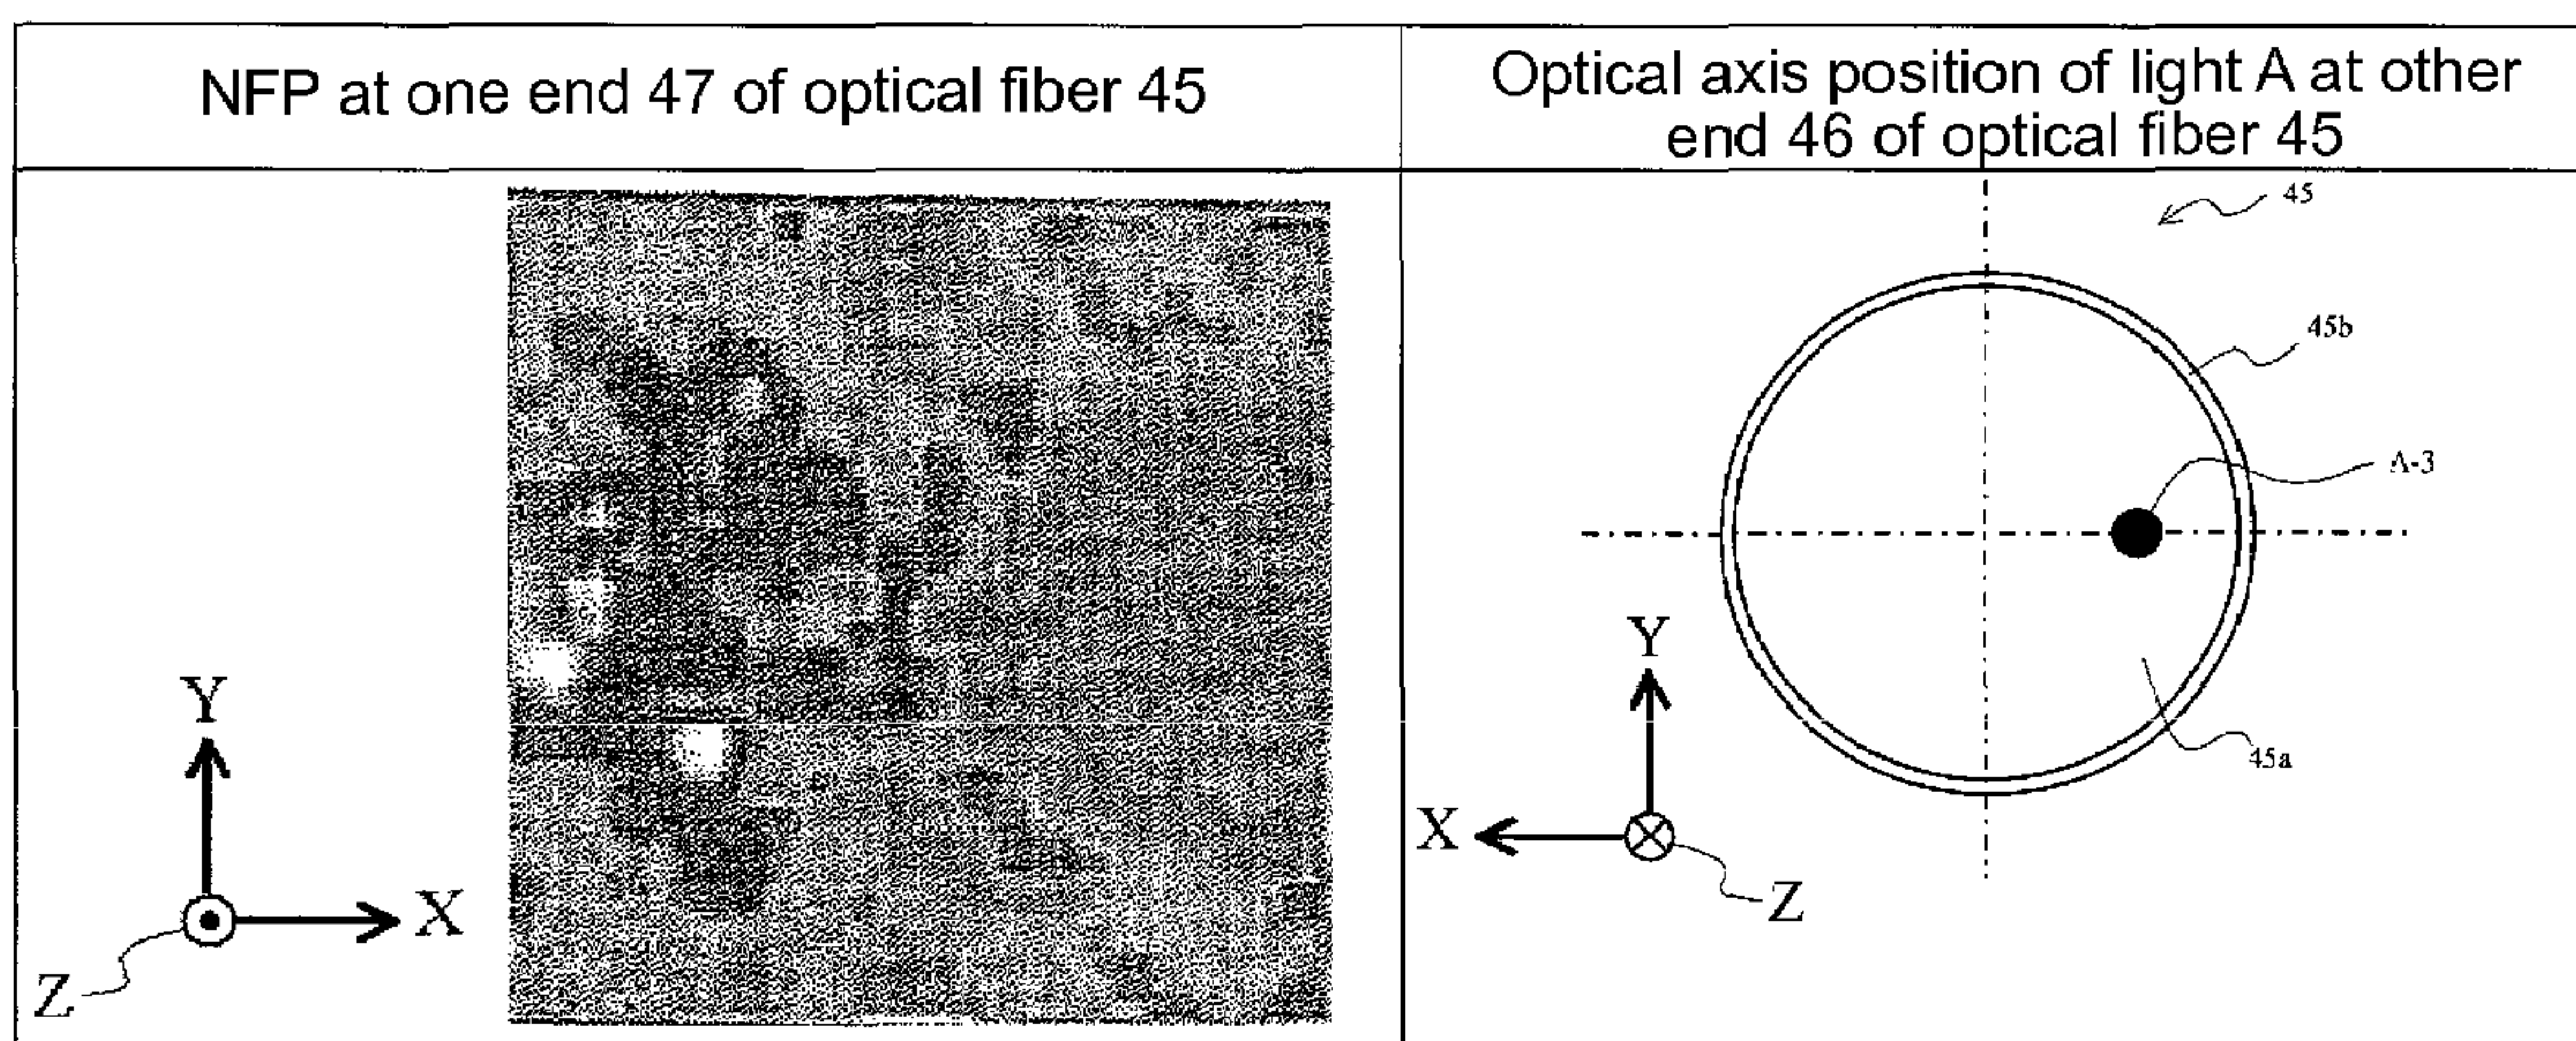 NFP at one end 47 of optical fiber 45
Optical axis position of light A at other
end 46 of optical fiber 45
Y
X
Z
45
45b
A-3
45a
Y
X
Z